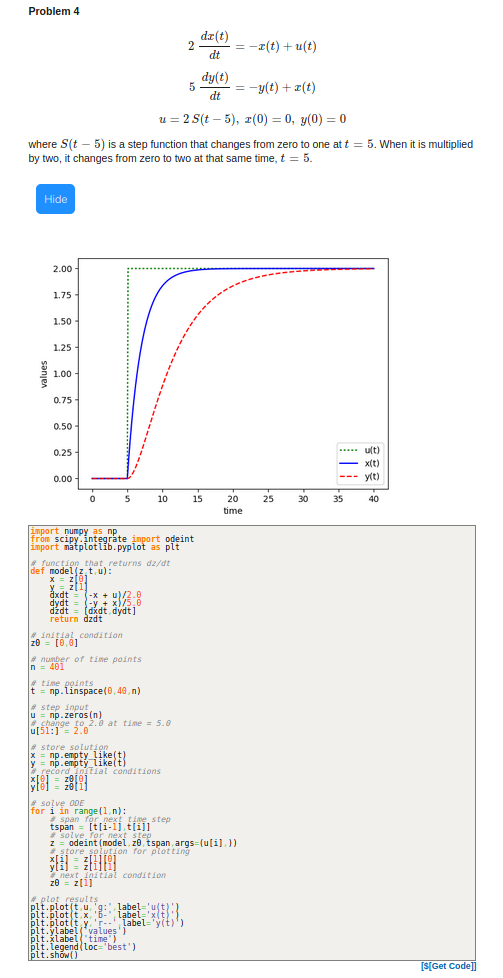 Problem 4
2 dx(t)/dt = −x(t) + u(t)
5 dy(t)/dt = −y(t) + x(t)
u = 2 S(t − 5), x(0) = 0, y(0) = 0
where S(t − 5) is a step function that changes from zero to one at t = 5. When it is multiplied
by two, it changes from zero to two at that same time, t = 5.
Hide
2.00
1.75
1.50
1.25
1.00
0.75
0.50
0.25
0.00
values
u(t)
x(t)
y(t)
0 5 10 15 20 25 30 35 40
time
import numpy as np
from scipy.integrate import odeint
import matplotlib.pyplot as plt
# function that returns dz/dt
def model(z,t,u):
    x = z[0]
    y = z[1]
    dxdt = (-x + u)/2.0
    dydt = (-y + x)/5.0
    dzdt = [dxdt,dydt]
    return dzdt
# initial condition
z0 = [0,0]
# number of time points
n = 401
# time points
t = np.linspace(0,40,n)
# step input
u = np.zeros(n)
# change to 2.0 at time = 5.0
u[51:] = 2.0
# store solution
x = np.empty_like(t)
y = np.empty_like(t)
# record initial conditions
x[0] = z0[0]
y[0] = z0[1]
# solve ODE
for i in range(1,n):
    # span for next time step
    tspan = [t[i-1],t[i]]
    # solve for next step
    z = odeint(model,z0,tspan,args=(u[i],))
    # store solution for plotting
    x[i] = z[1][0]
    y[i] = z[1][1]
    # next initial condition
    z0 = z[1]
# plot results
plt.plot(t,u,'g:',label='u(t)')
plt.plot(t,x,'b-',label='x(t)')
plt.plot(t,y,'r--',label='y(t)')
plt.ylabel('values')
plt.xlabel('time')
plt.legend(loc='best')
plt.show()
[$[Get Code]]